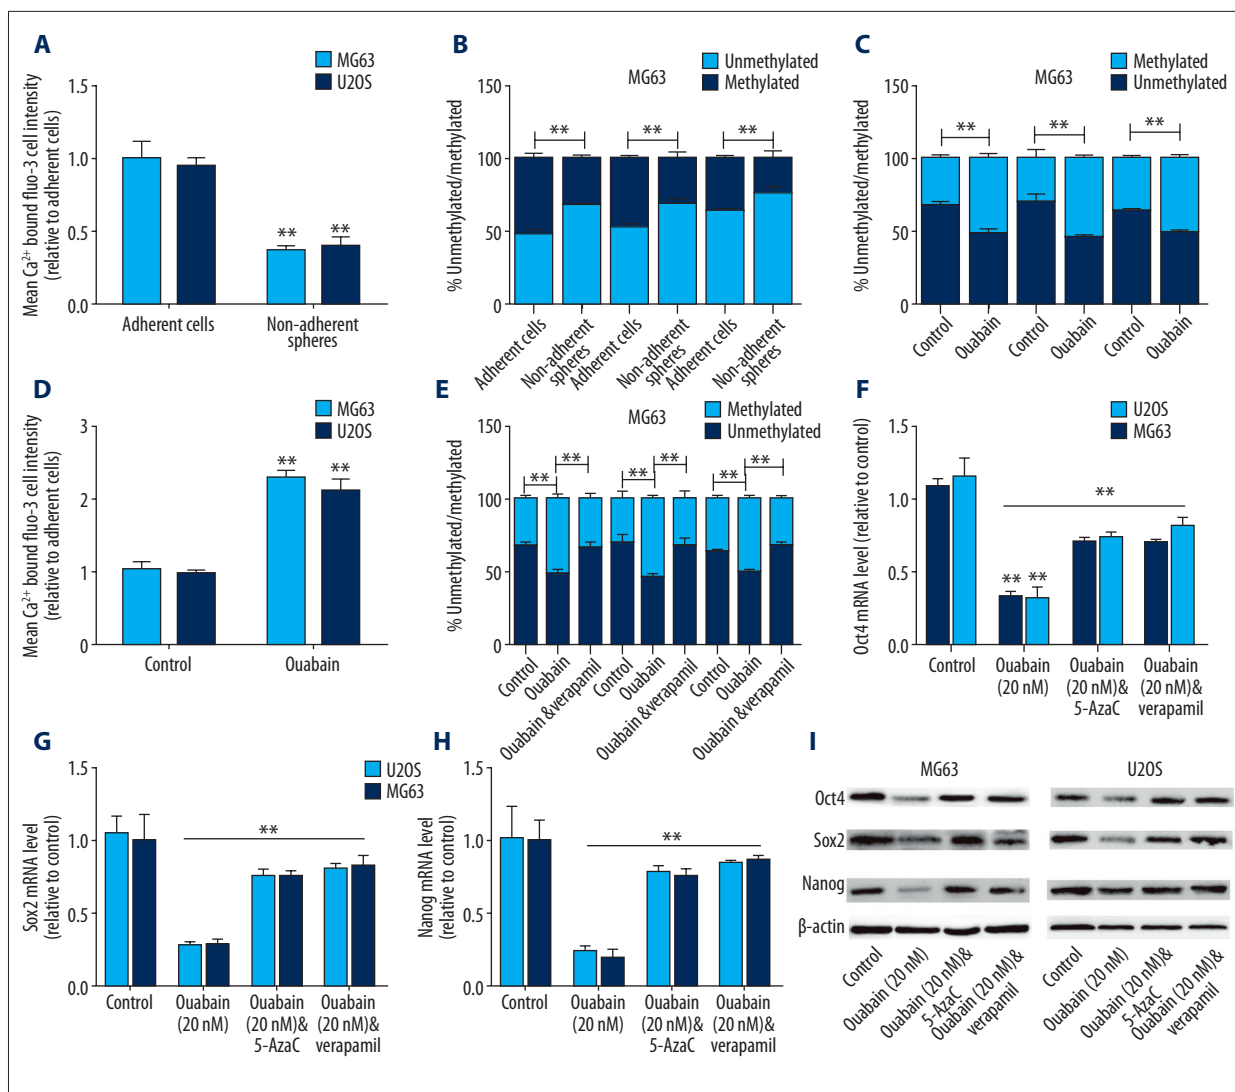 A
MG63
U20S
Mean Ca²⁺ bound fluo-3 cell intensity
(relative to adherent cells)
1.5
1.0
0.5
0.0
**
**
Adherent cells
Non-adherent
spheres
B
Unmethylated
Methylated
MG63
% Unmethylated/methylated
150
100
50
0
**
**
**
Adherent cells
Non-adherent
spheres
Adherent cells
Non-adherent
spheres
Adherent cells
Non-adherent
spheres
C
Methylated
Unmethylated
MG63
% Unmethylated/methylated
150
100
50
0
**
**
**
Control
Ouabain
Control
Ouabain
Control
Ouabain
D
MG63
U20S
Mean Ca²⁺ bound fluo-3 cell intensity
(relative to adherent cells)
3
2
1
0
**
**
Control
Ouabain
E
MG63
Methylated
Unmethylated
% Unmethylated/methylated
150
100
50
0
**
**
**
**
**
**
Control
Ouabain
Ouabain &verapamil
Control
Ouabain
Ouabain &verapamil
Control
Ouabain
Ouabain &verapamil
F
U20S
MG63
Oct4 mRNA level (relative to control)
1.5
1.0
0.5
0.0
**
**
**
Control
Ouabain
(20 nM)
Ouabain
(20 nM)&
5-AzaC
Ouabain
(20 nM)&
verapamil
G
U20S
MG63
Sox2 mRNA level
(relative to control)
1.5
1.0
0.5
0.0
**
Control
Ouabain
(20 nM)
Ouabain
(20 nM)&
5-AzaC
Ouabain
(20 nM)&
verapamil
H
Nanog mRNA level
(relative to control)
1.5
1.0
0.5
0.0
**
Control
Ouabain
(20 nM)
Ouabain
(20 nM)&
5-AzaC
Ouabain
(20 nM)&
verapamil
I
MG63
U20S
Oct4
Sox2
Nanog
β-actin
Control
Ouabain (20 nM)
Ouabain (20 nM)&
5-AzaC
Ouabain (20 nM)&
verapamil
Control
Ouabain (20 nM)
Ouabain (20 nM)&
5-AzaC
Ouabain (20 nM)&
verapamil